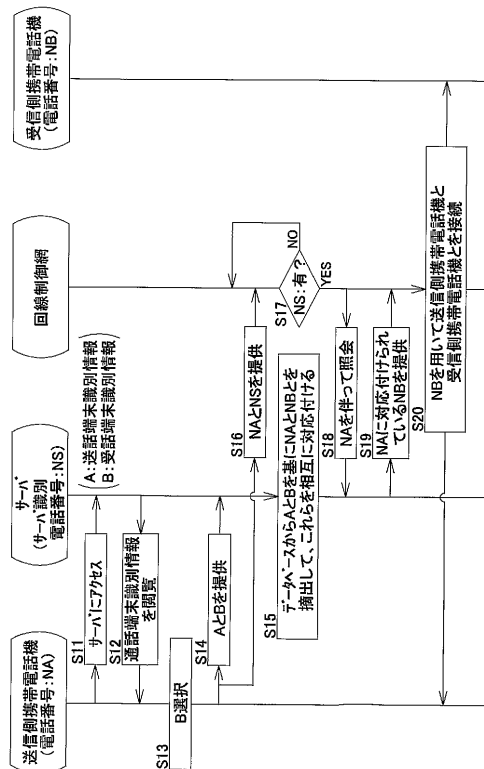 送信側携帯電話機
(電話番号:NA)
サーバ
(サーバ識別
電話番号:NS)
回線制御網
受信側携帯電話機
(電話番号:NB)
A:送話端末識別情報
B:受話端末識別情報
S11
サーバにアクセス
S12
通話端末識別情報
を閲覧
S13
B選択
S14
AとBを提供
S15
データベースからAとBを基にNAとNBとを
摘出して、これらを相互に対応付ける
S16
NAとNSを提供
S17
NS:有?
NO
YES
S18
NAを伴って照会
S19
NAに対応付けられ
ているNBを提供
S20
NBを用いて送信側携帯電話機と
受信側携帯電話機とを接続